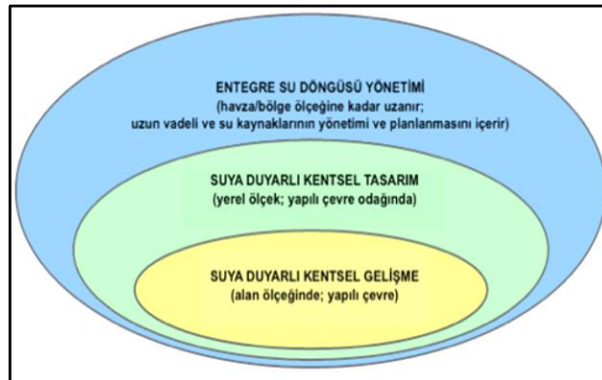 ENTEGRE SU DÖNGÜSÜ YÖNETİMİ
(havza/bölge ölçeğine kadar uzanır;
uzun vadeli ve su kaynaklarının yönetimi ve planlanmasını içerir)
SUYA DUYARLI KENTSEL TASARIM
(yerel ölçek; yapılı çevre odağında)
SUYA DUYARLI KENTSEL GELİŞME
(alan ölçeğinde; yapılı çevre)